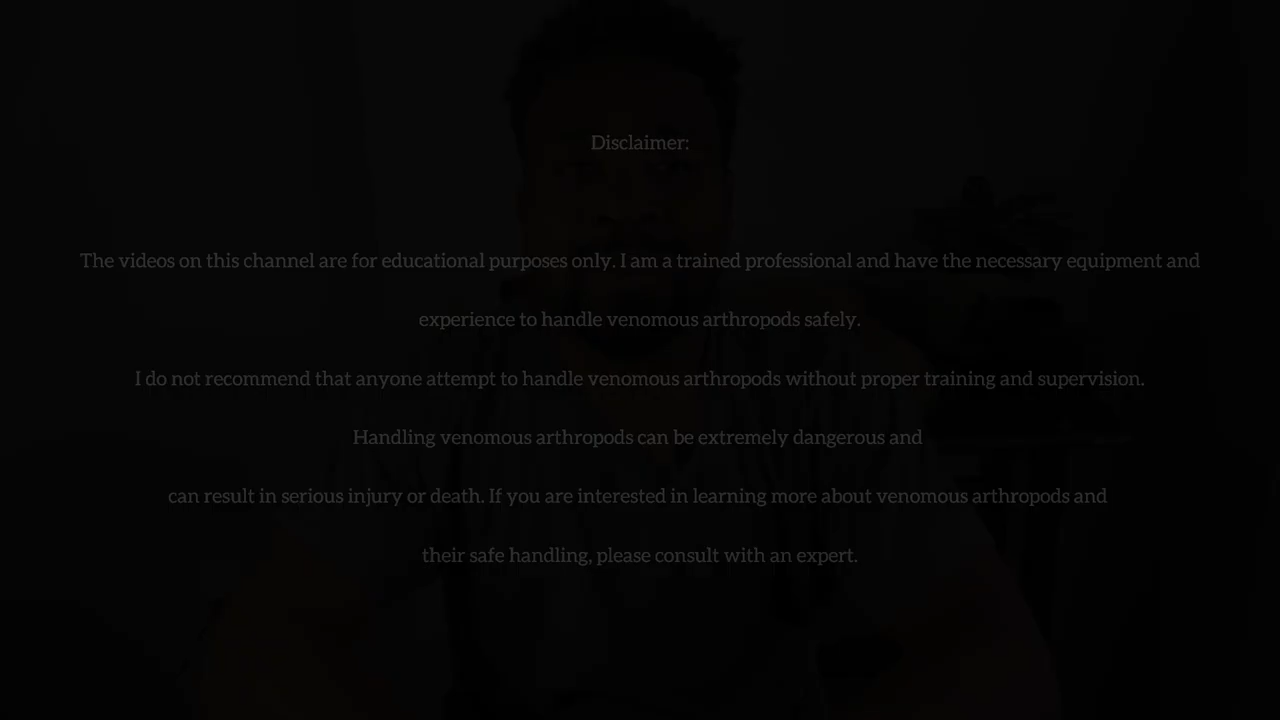 Disclaimer:
The videos on this channel are for educational purposes only. I am a trained professional and have the necessary equipment and
experience to handle venomous arthropods safely.
I do not recommend that anyone attempt to handle venomous arthropods without proper training and supervision.
Handling venomous arthropods can be extremely dangerous and
can result in serious injury or death. If you are interested in learning more about venomous arthropods and
their safe handling, please consult with an expert.